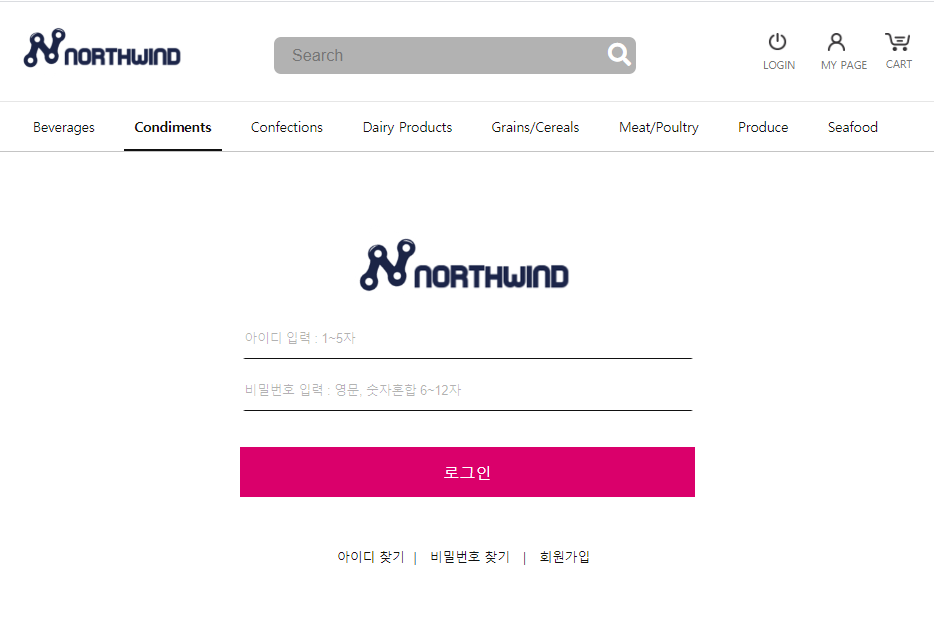 NORTHWIND
Search
LOGIN MY PAGE CART
Beverages Condiments Confections Dairy Products Grains/Cereals Meat/Poultry Produce Seafood
NORTHWIND
아이디 입력 : 1~5자
비밀번호 입력 : 영문, 숫자혼합 6~12자
로그인
아이디 찾기 | 비밀번호 찾기 | 회원가입